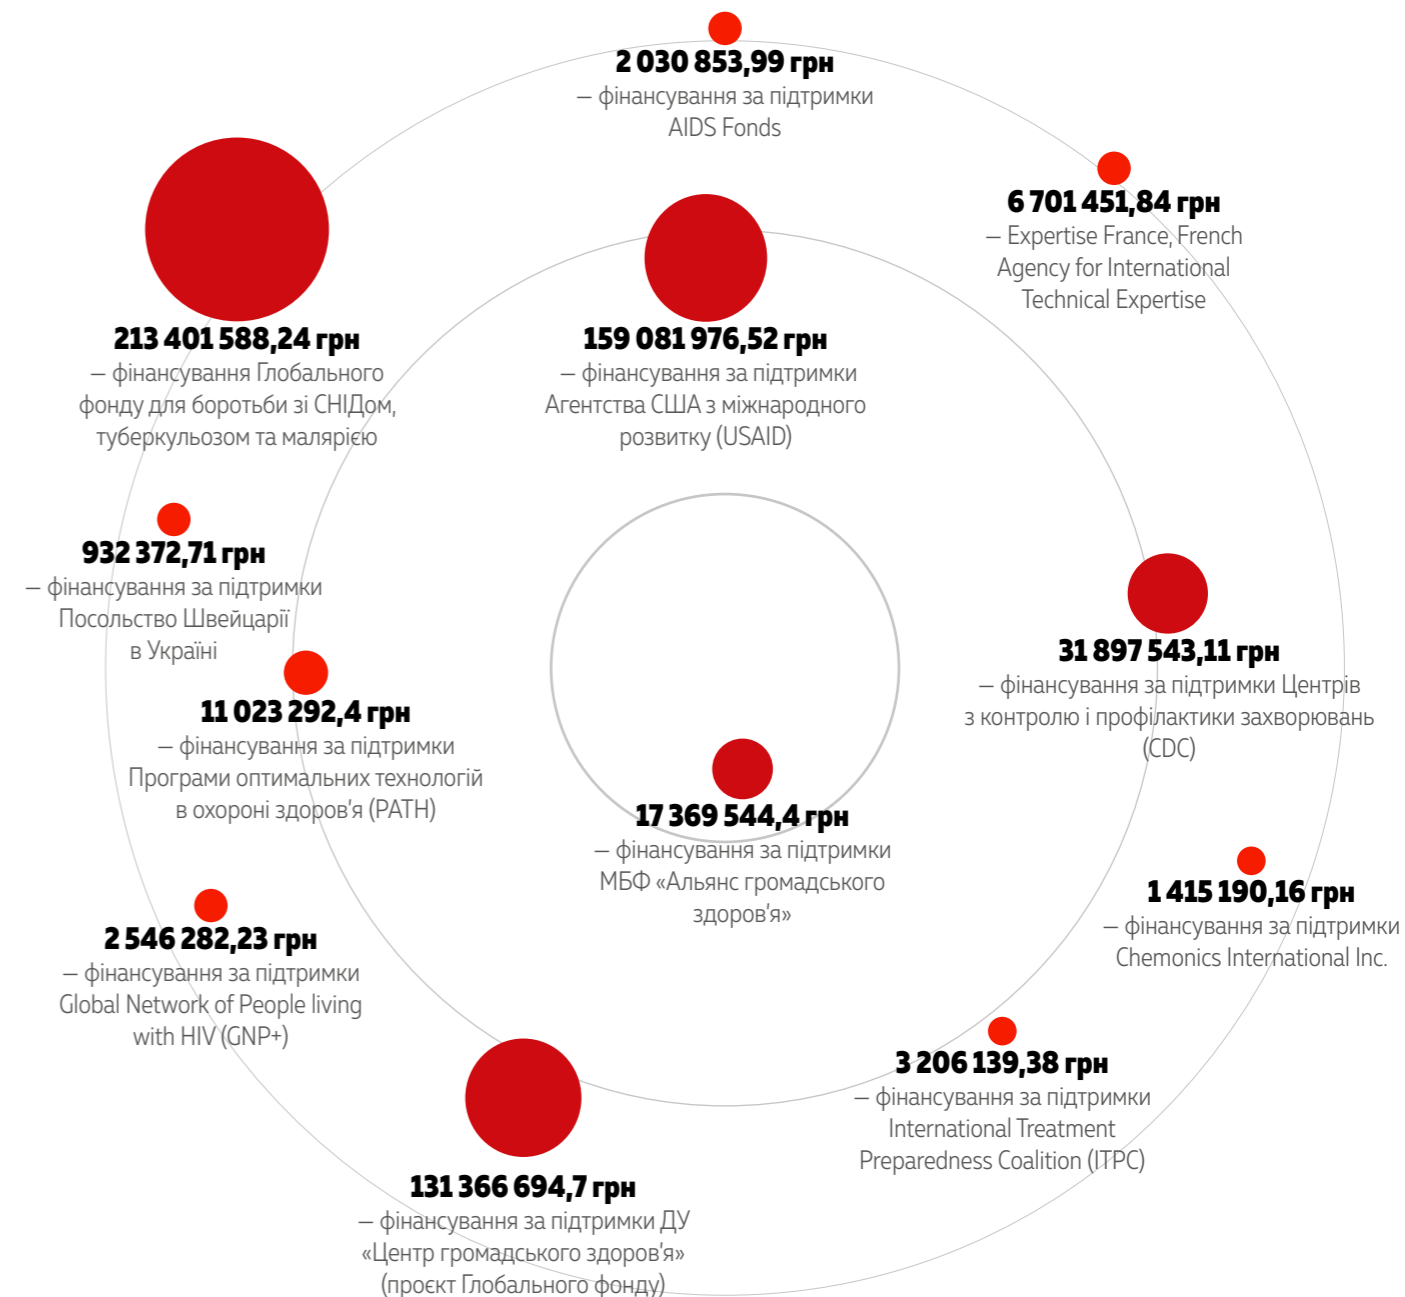 2 030 853,99 грн
– фінансування за підтримки
AIDS Fonds
6 701 451,84 грн
– Expertise France, French
Agency for International
Technical Expertise
213 401 588,24 грн
– фінансування Глобального
фонду для боротьби зі СНІДом,
туберкульозом та малярією
159 081 976,52 грн
– фінансування за підтримки
Агентства США з міжнародного
розвитку (USAID)
932 372,71 грн
– фінансування за підтримки
Посольство Швейцарії
в Україні
31 897 543,11 грн
– фінансування за підтримки Центрів
з контролю і профілактики захворювань
(CDC)
11 023 292,4 грн
– фінансування за підтримки
Програми оптимальних технологій
в охороні здоров'я (PATH)
17 369 544,4 грн
– фінансування за підтримки
МБФ «Альянс громадського
здоров'я»
1 415 190,16 грн
– фінансування за підтримки
Chemonics International Inc.
2 546 282,23 грн
– фінансування за підтримки
Global Network of People living
with HIV (GNP+)
3 206 139,38 грн
– фінансування за підтримки
International Treatment
Preparedness Coalition (ITPC)
131 366 694,7 грн
– фінансування за підтримки ДУ
«Центр громадського здоров'я»
(проєкт Глобального фонду)